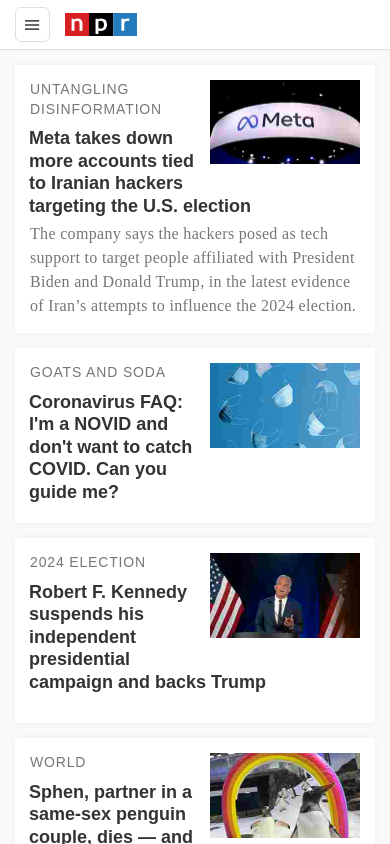 npr
UNTANGLING
DISINFORMATION
Meta takes down
more accounts tied
to Iranian hackers
targeting the U.S. election
Meta
The company says the hackers posed as tech
support to target people affiliated with President
Biden and Donald Trump, in the latest evidence
of Iran’s attempts to influence the 2024 election.
GOATS AND SODA
Coronavirus FAQ:
I'm a NOVID and
don't want to catch
COVID. Can you
guide me?
2024 ELECTION
Robert F. Kennedy
suspends his
independent
presidential
campaign and backs Trump
WORLD
Sphen, partner in a
same-sex penguin
couple, dies — and